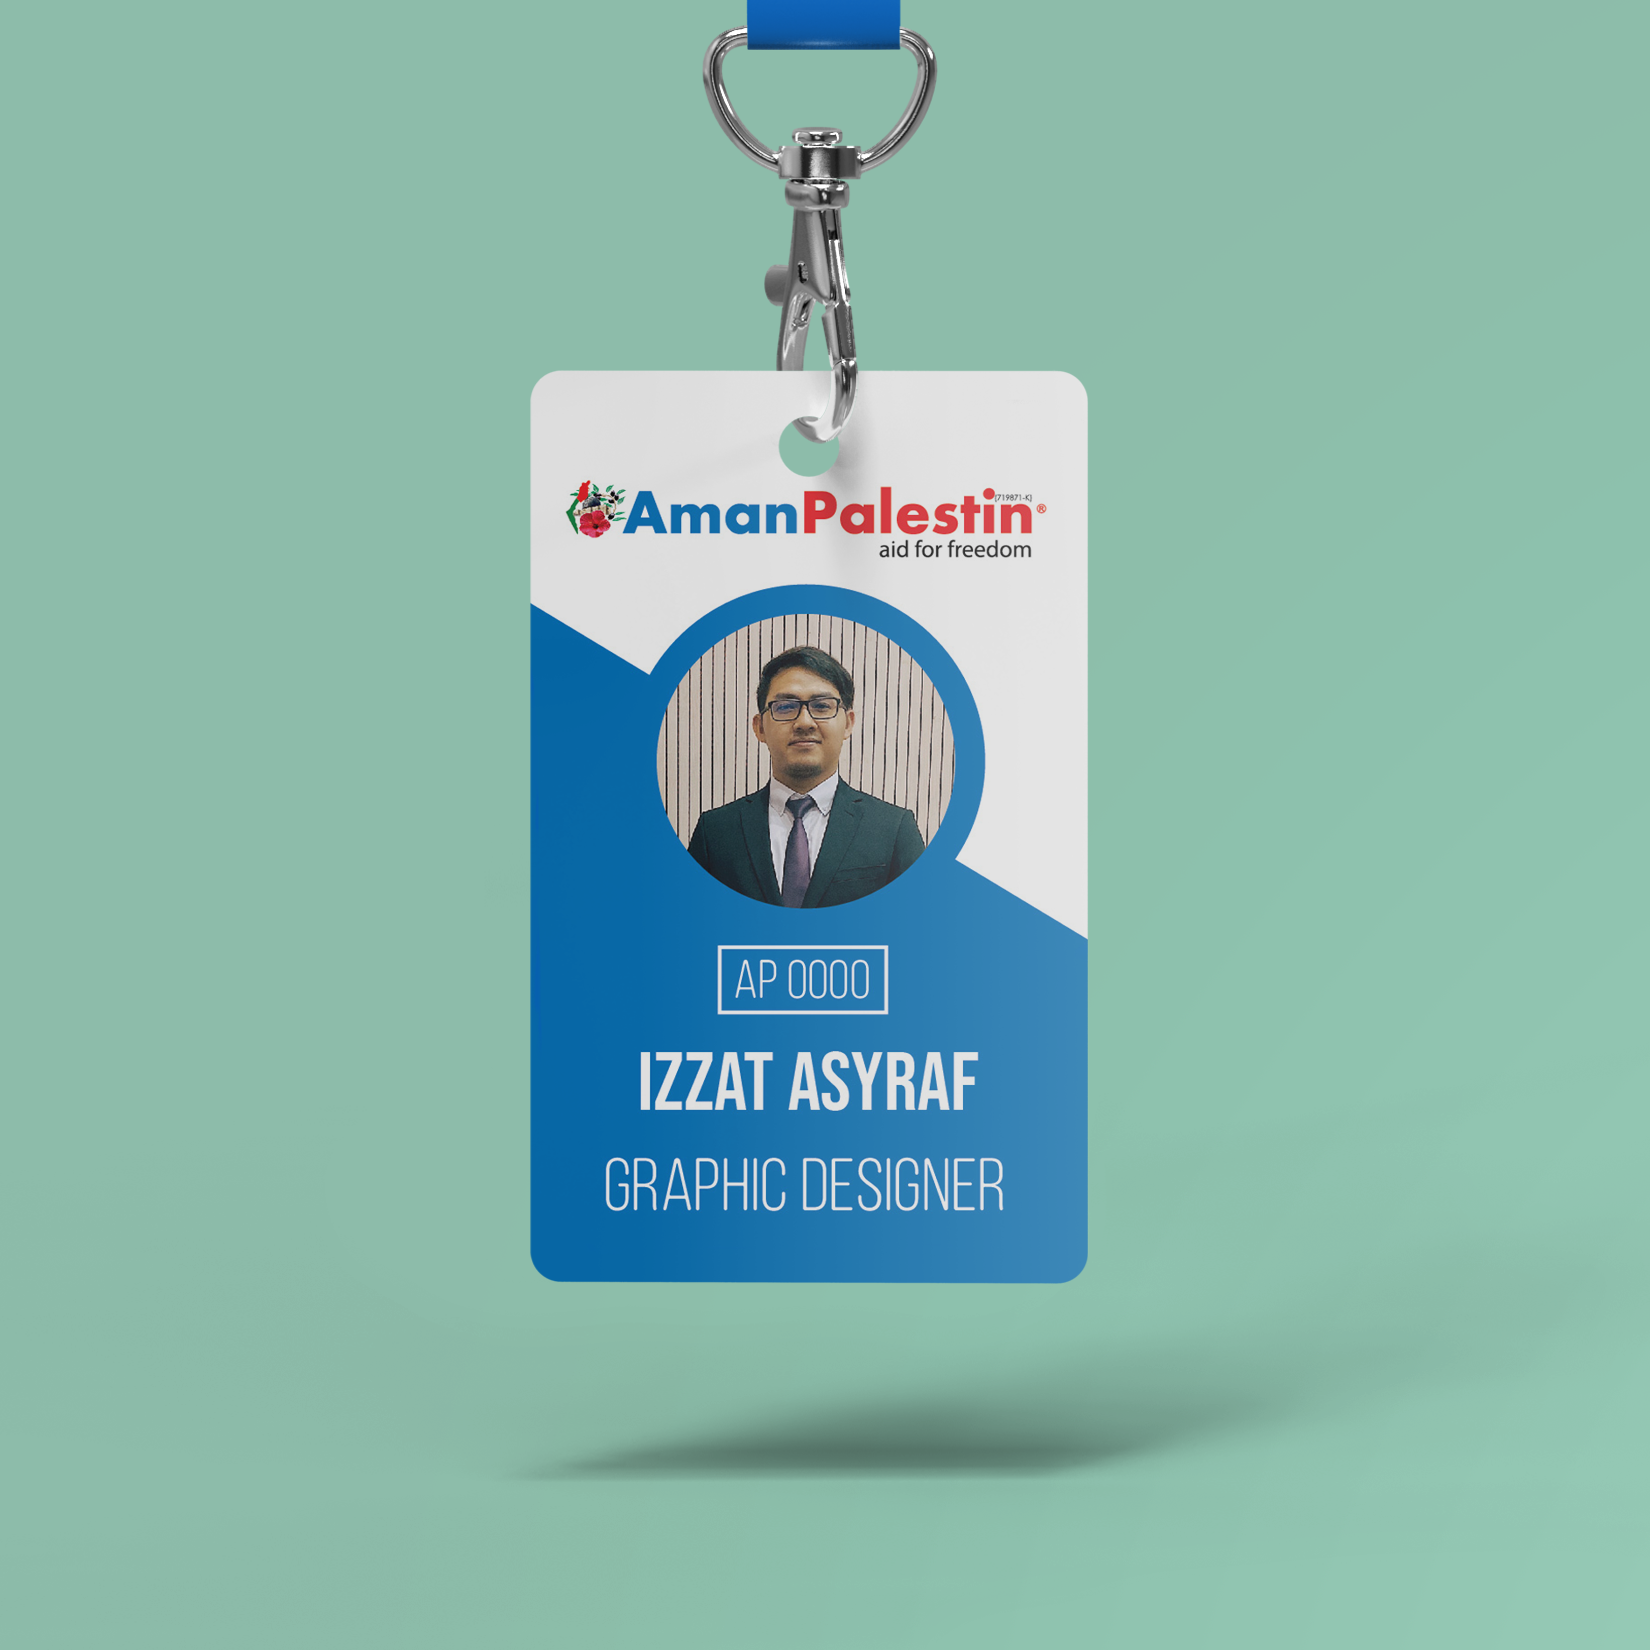 AmanPalestin®
[719871-K]
aid for freedom
AP 0000
IZZAT ASYRAF
GRAPHIC DESIGNER